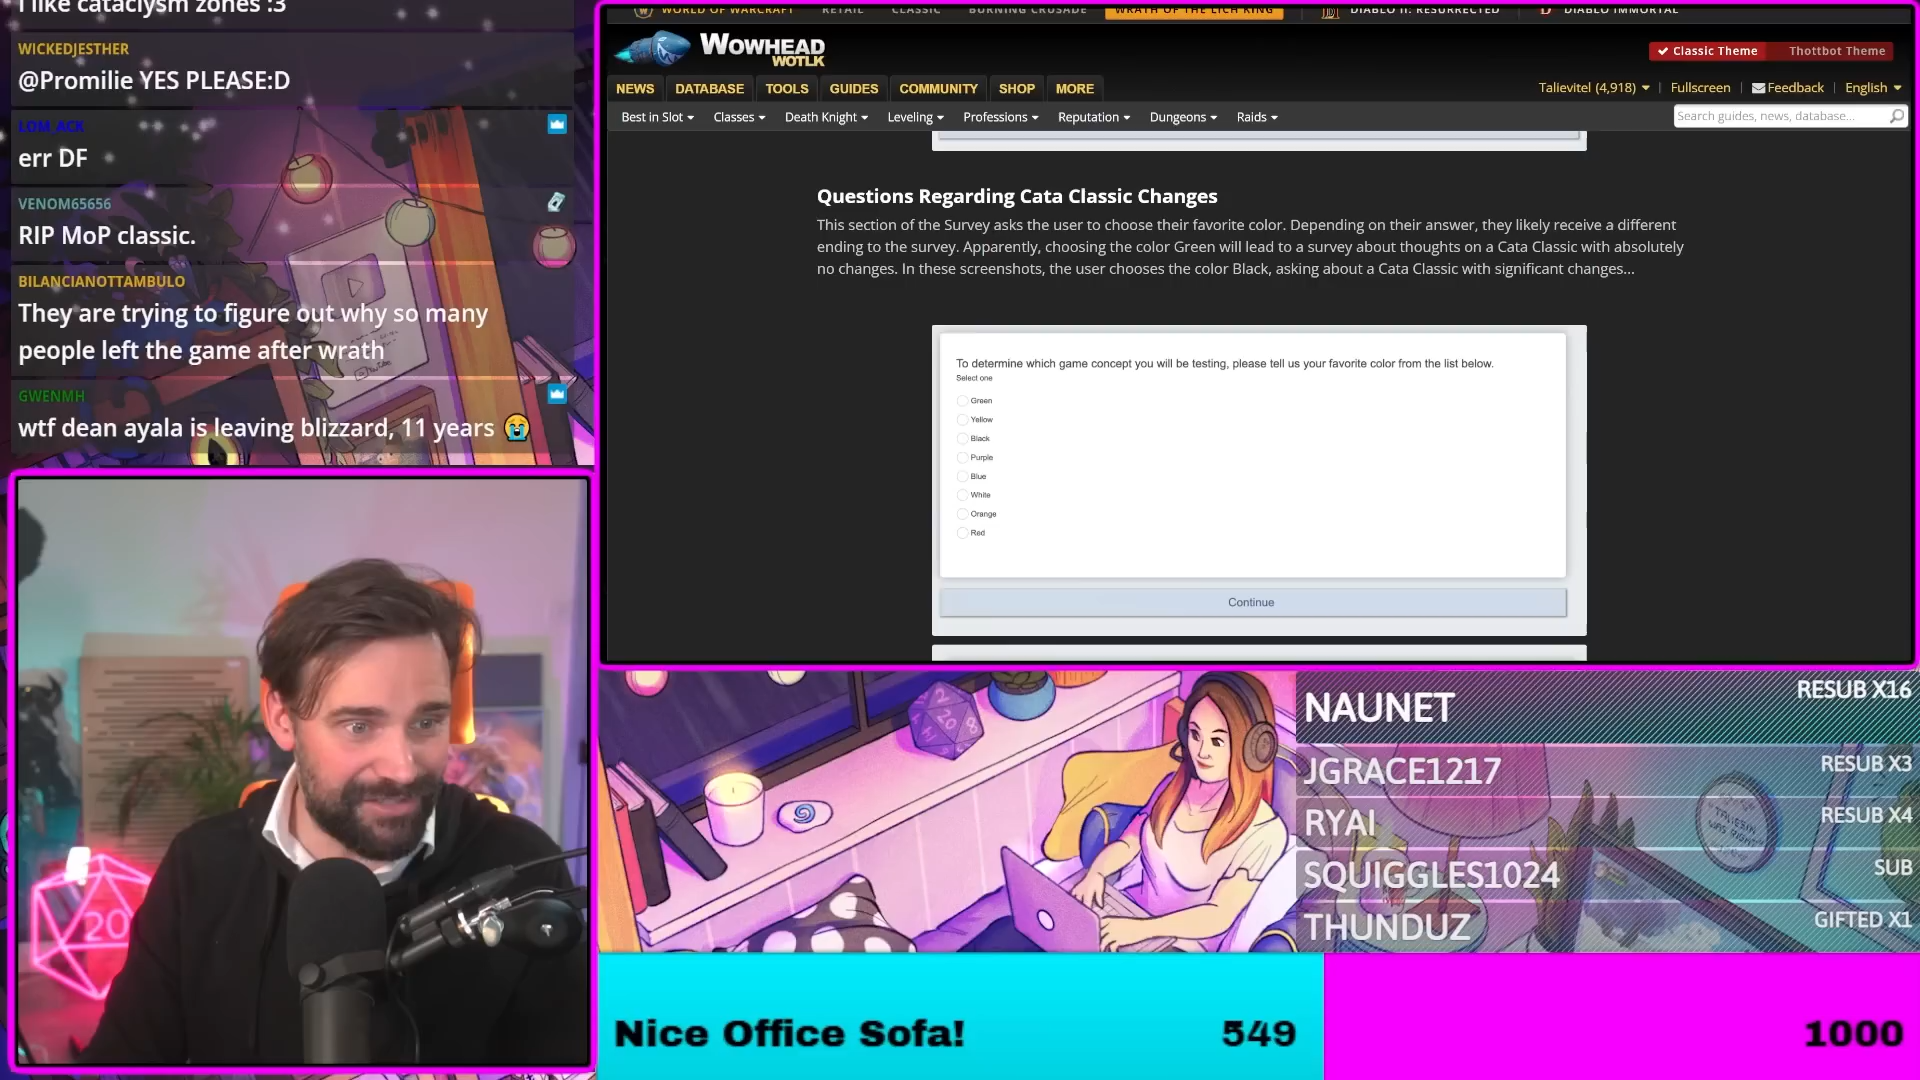 I like cataclysm zones :3
WICKEDJESTHER
@Promilie YES PLEASE:D
LOM_ACK
err DF
VENOM65656
RIP MoP classic.
BILANCIANOTTAMBULO
They are trying to figure out why so many
people left the game after wrath
GWENMH
wtf dean ayala is leaving blizzard, 11 years 😭
WORLD OF WARCRAFT RETAIL CLASSIC BURNING CRUSADE WRATH OF THE LICH KING DIABLO II: RESURRECTED DIABLO IMMORTAL
WOWHEAD
WOTLK
Classic Theme Thottbot Theme
NEWS DATABASE TOOLS GUIDES COMMUNITY SHOP MORE
Talievitel (4,918) Fullscreen Feedback English
Best in Slot Classes Death Knight Leveling Professions Reputation Dungeons Raids
Search guides, news, database...
Questions Regarding Cata Classic Changes
This section of the Survey asks the user to choose their favorite color. Depending on their answer, they likely receive a different
ending to the survey. Apparently, choosing the color Green will lead to a survey about thoughts on a Cata Classic with absolutely
no changes. In these screenshots, the user chooses the color Black, asking about a Cata Classic with significant changes...
To determine which game concept you will be testing, please tell us your favorite color from the list below.
Select one
Green
Yellow
Black
Purple
Blue
White
Orange
Red
Continue
20
NAUNET RESUB X16
JGRACE1217 RESUB X3
RYAI RESUB X4
SQUIGGLES1024 SUB
THUNDUZ GIFTED X1
TALIESIN
WAS RIGHT
Nice Office Sofa! 549
1000